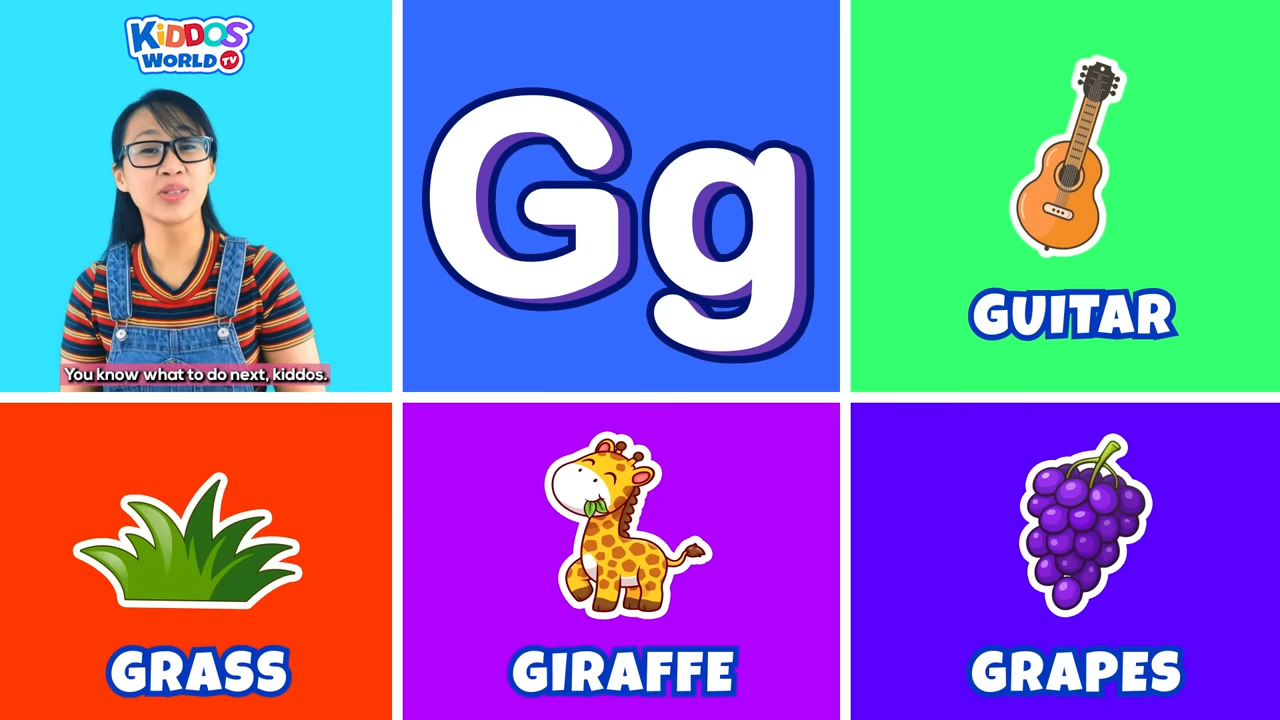 KiDDOS
WORLD TV
You know what to do next, kiddos.
Gg
GUITAR
GRASS
GIRAFFE
GRAPES